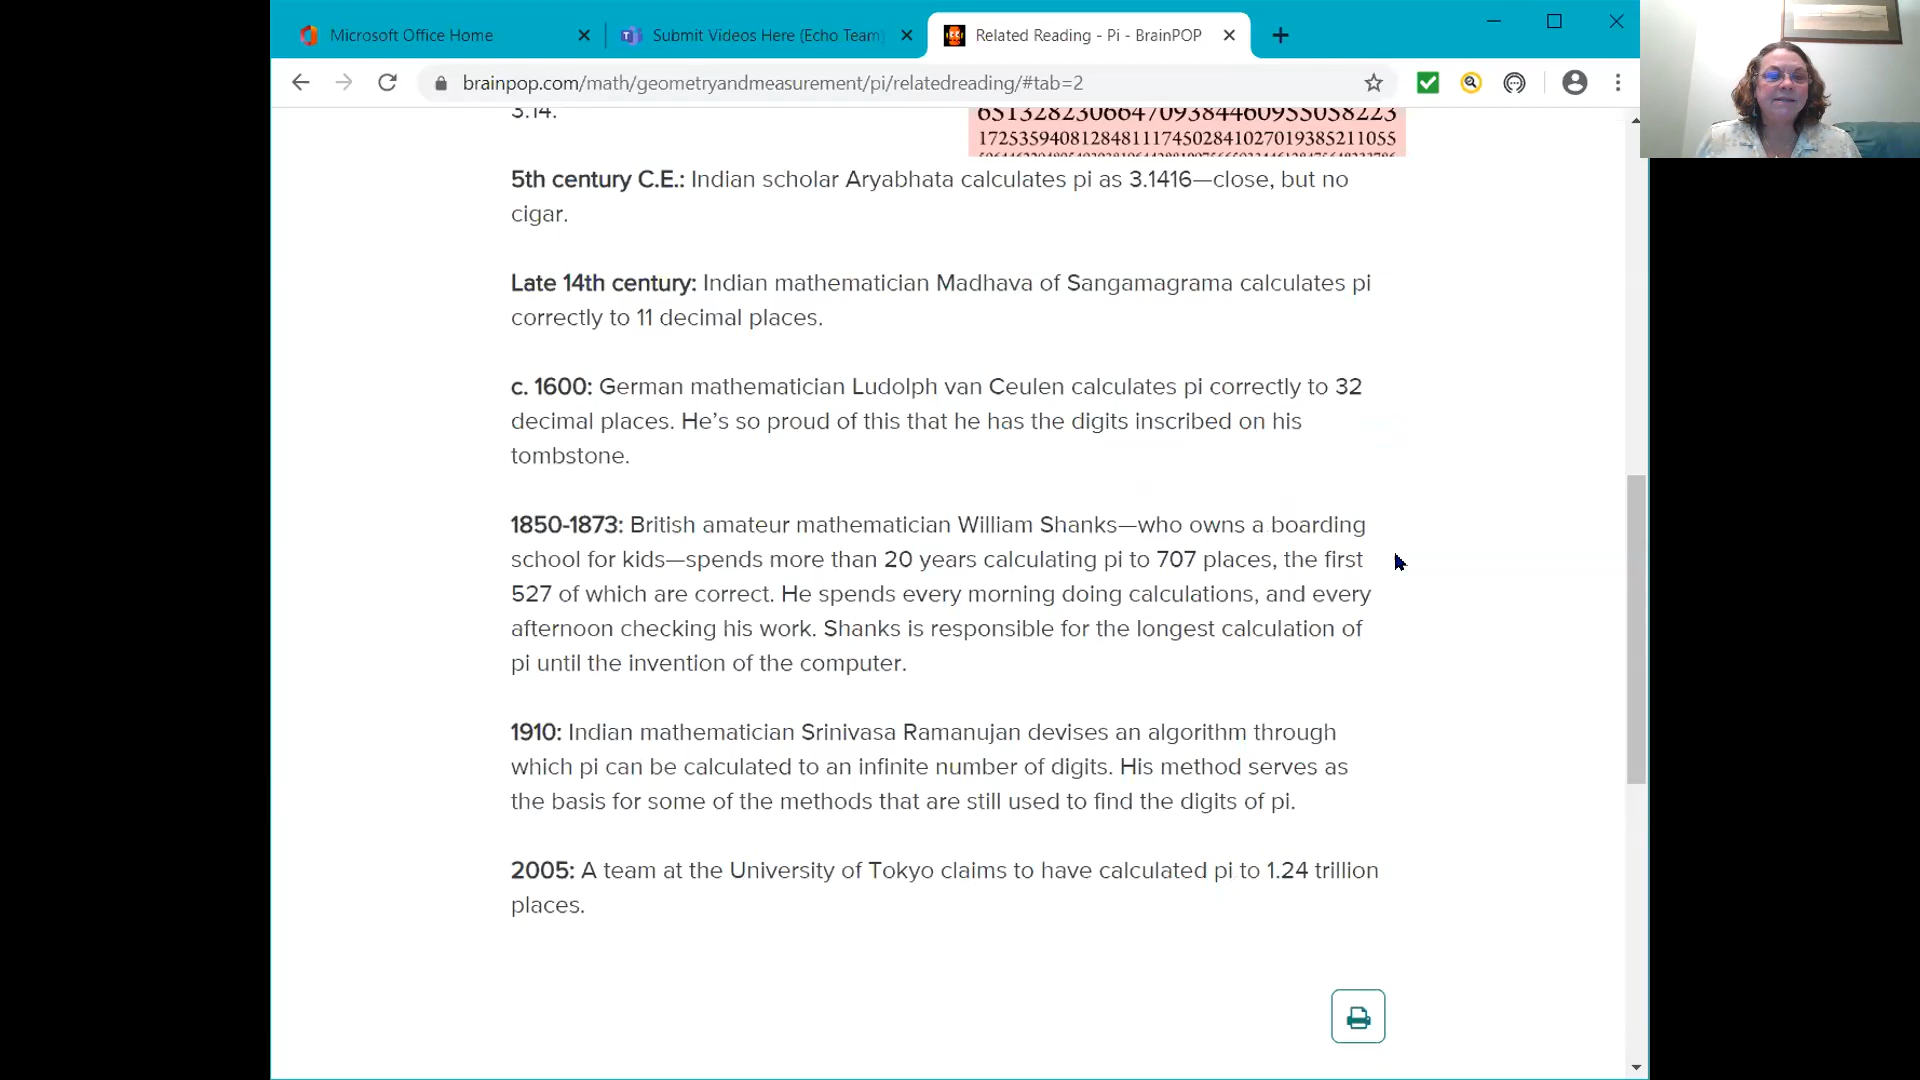 Microsoft Office Home
Submit Videos Here (Echo Team)
Related Reading - Pi - BrainPOP
brainpop.com/math/geometryandmeasurement/pi/relatedreading/#tab=2
3.14.
651328230664709384460955058223
172535940812848111745028410270193852110555
5th century C.E.: Indian scholar Aryabhata calculates pi as 3.1416—close, but no
cigar.
Late 14th century: Indian mathematician Madhava of Sangamagrama calculates pi
correctly to 11 decimal places.
c. 1600: German mathematician Ludolph van Ceulen calculates pi correctly to 32
decimal places. He’s so proud of this that he has the digits inscribed on his
tombstone.
1850-1873: British amateur mathematician William Shanks—who owns a boarding
school for kids—spends more than 20 years calculating pi to 707 places, the first
527 of which are correct. He spends every morning doing calculations, and every
afternoon checking his work. Shanks is responsible for the longest calculation of
pi until the invention of the computer.
1910: Indian mathematician Srinivasa Ramanujan devises an algorithm through
which pi can be calculated to an infinite number of digits. His method serves as
the basis for some of the methods that are still used to find the digits of pi.
2005: A team at the University of Tokyo claims to have calculated pi to 1.24 trillion
places.